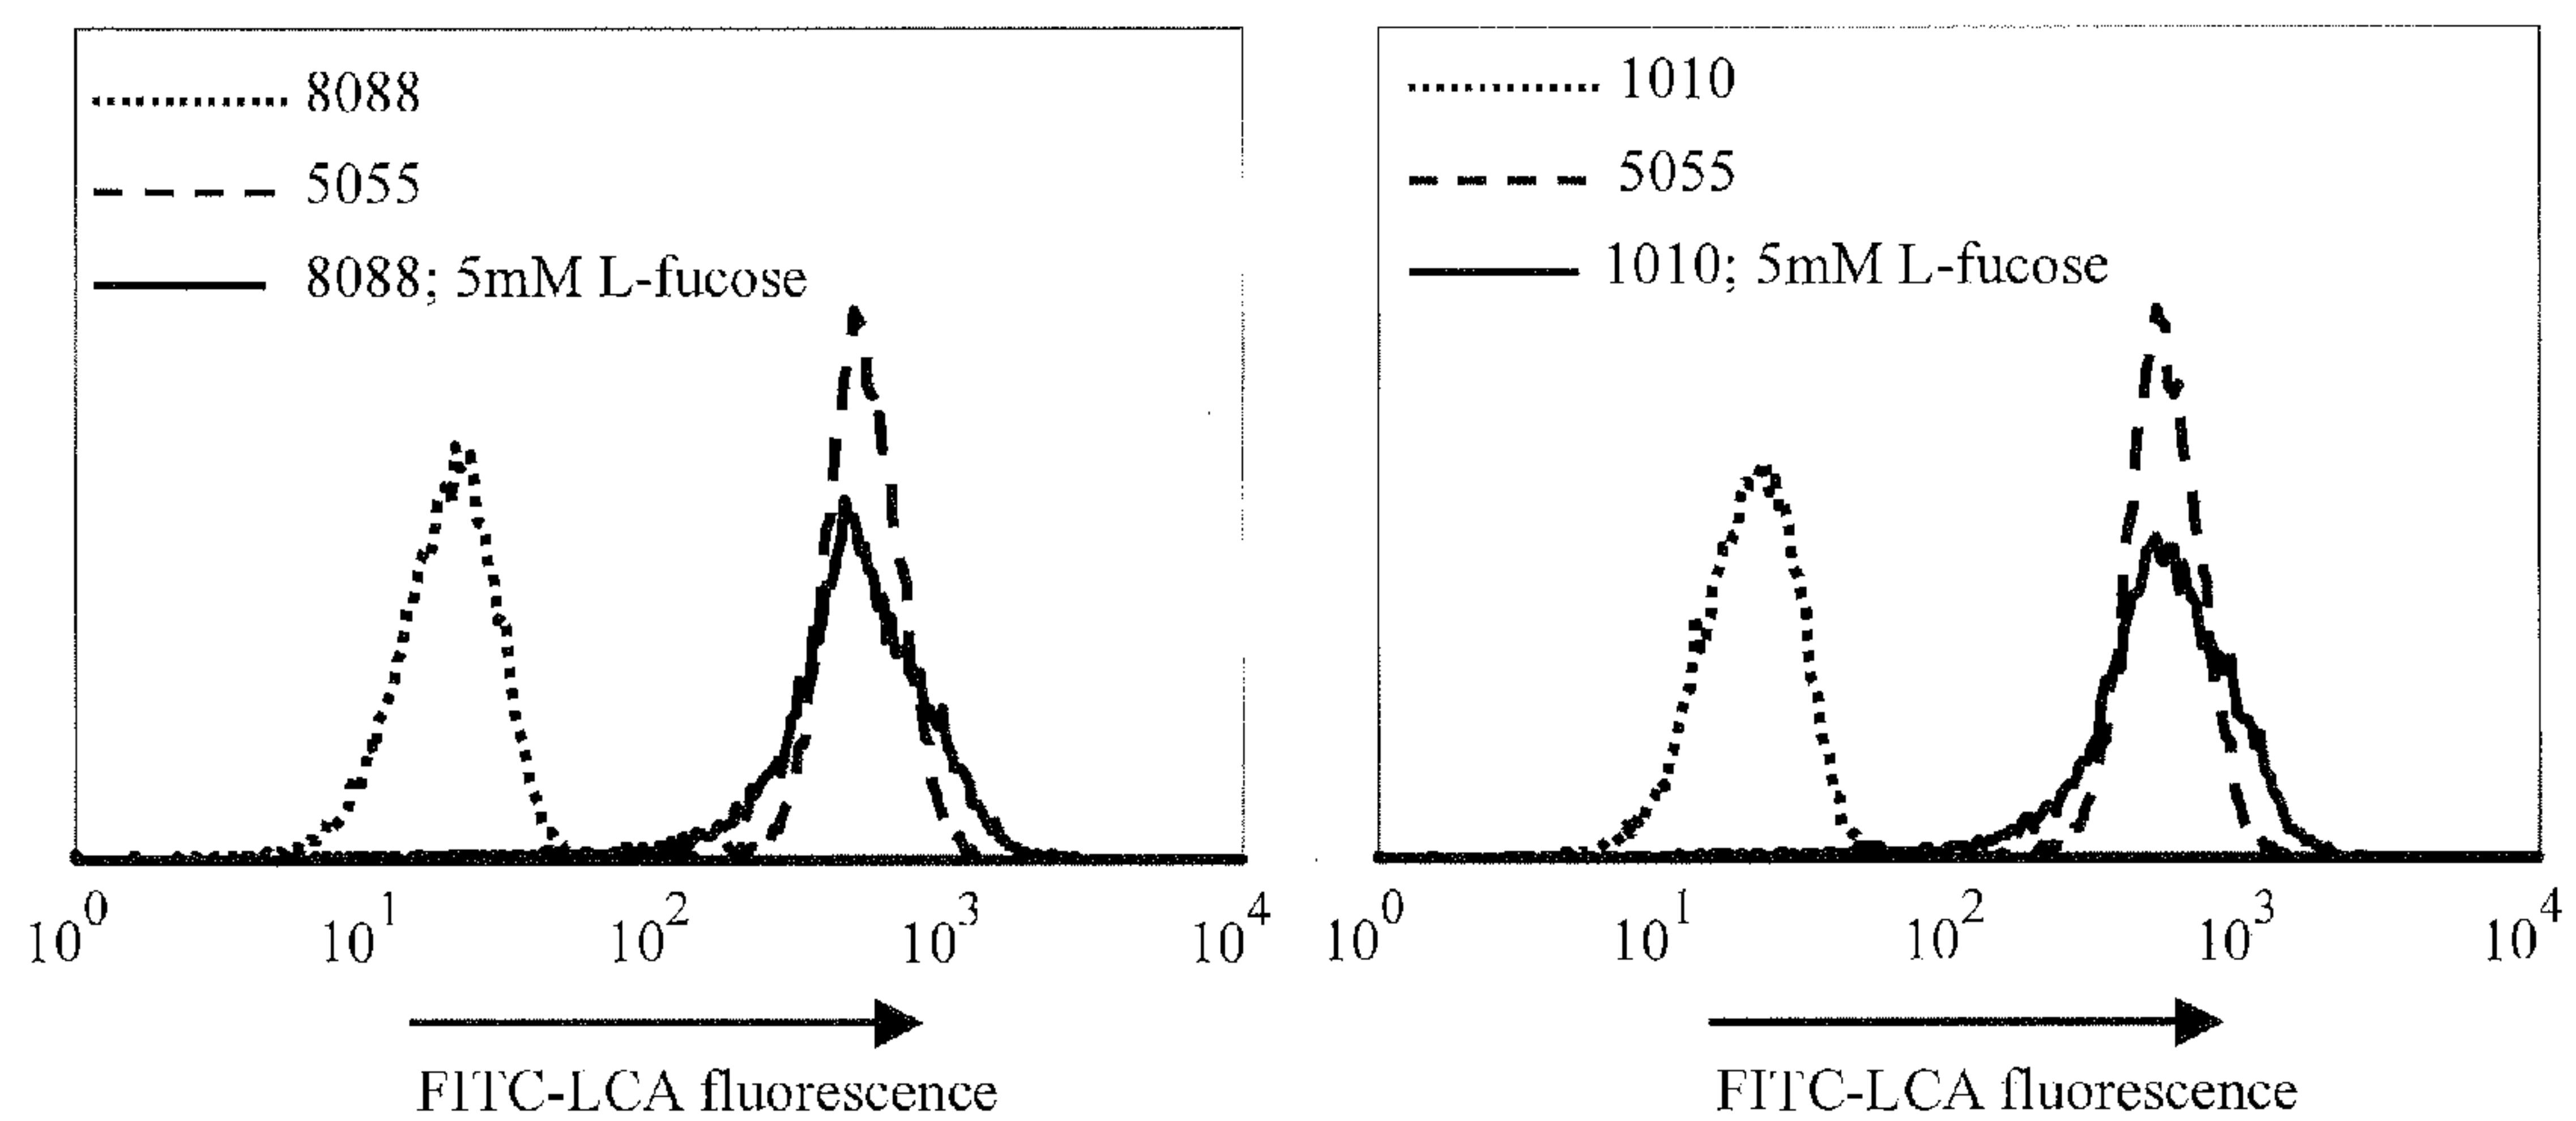 8088
5055
8088; 5mM L-fucose
10^0 10^1 10^2 10^3 10^4
FITC-LCA fluorescence
1010
5055
1010; 5mM L-fucose
10^0 10^1 10^2 10^3 10^4
FITC-LCA fluorescence